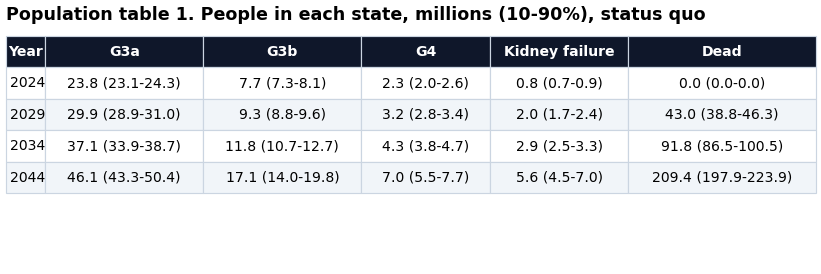 Population table 1. People in each state, millions (10-90%), status quo
Year G3a G3b G4 Kidney failure Dead
2024 23.8 (23.1-24.3) 7.7 (7.3-8.1) 2.3 (2.0-2.6) 0.8 (0.7-0.9) 0.0 (0.0-0.0)
2029 29.9 (28.9-31.0) 9.3 (8.8-9.6) 3.2 (2.8-3.4) 2.0 (1.7-2.4) 43.0 (38.8-46.3)
2034 37.1 (33.9-38.7) 11.8 (10.7-12.7) 4.3 (3.8-4.7) 2.9 (2.5-3.3) 91.8 (86.5-100.5)
2044 46.1 (43.3-50.4) 17.1 (14.0-19.8) 7.0 (5.5-7.7) 5.6 (4.5-7.0) 209.4 (197.9-223.9)